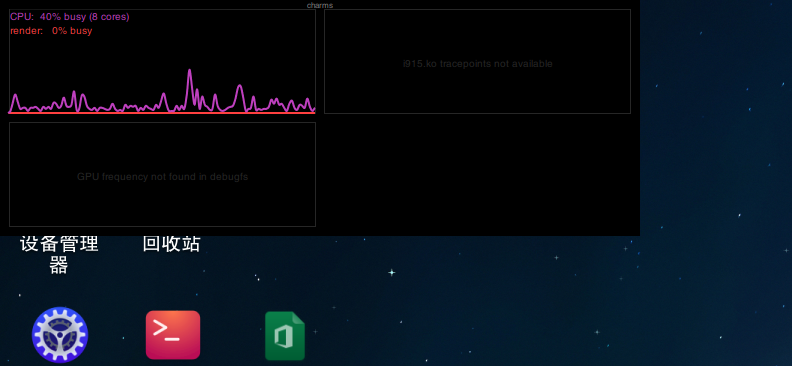 charms
CPU:  40% busy (8 cores)
render:   0% busy
i915.ko tracepoints not available
GPU frequency not found in debugfs
设备管理
器
回收站